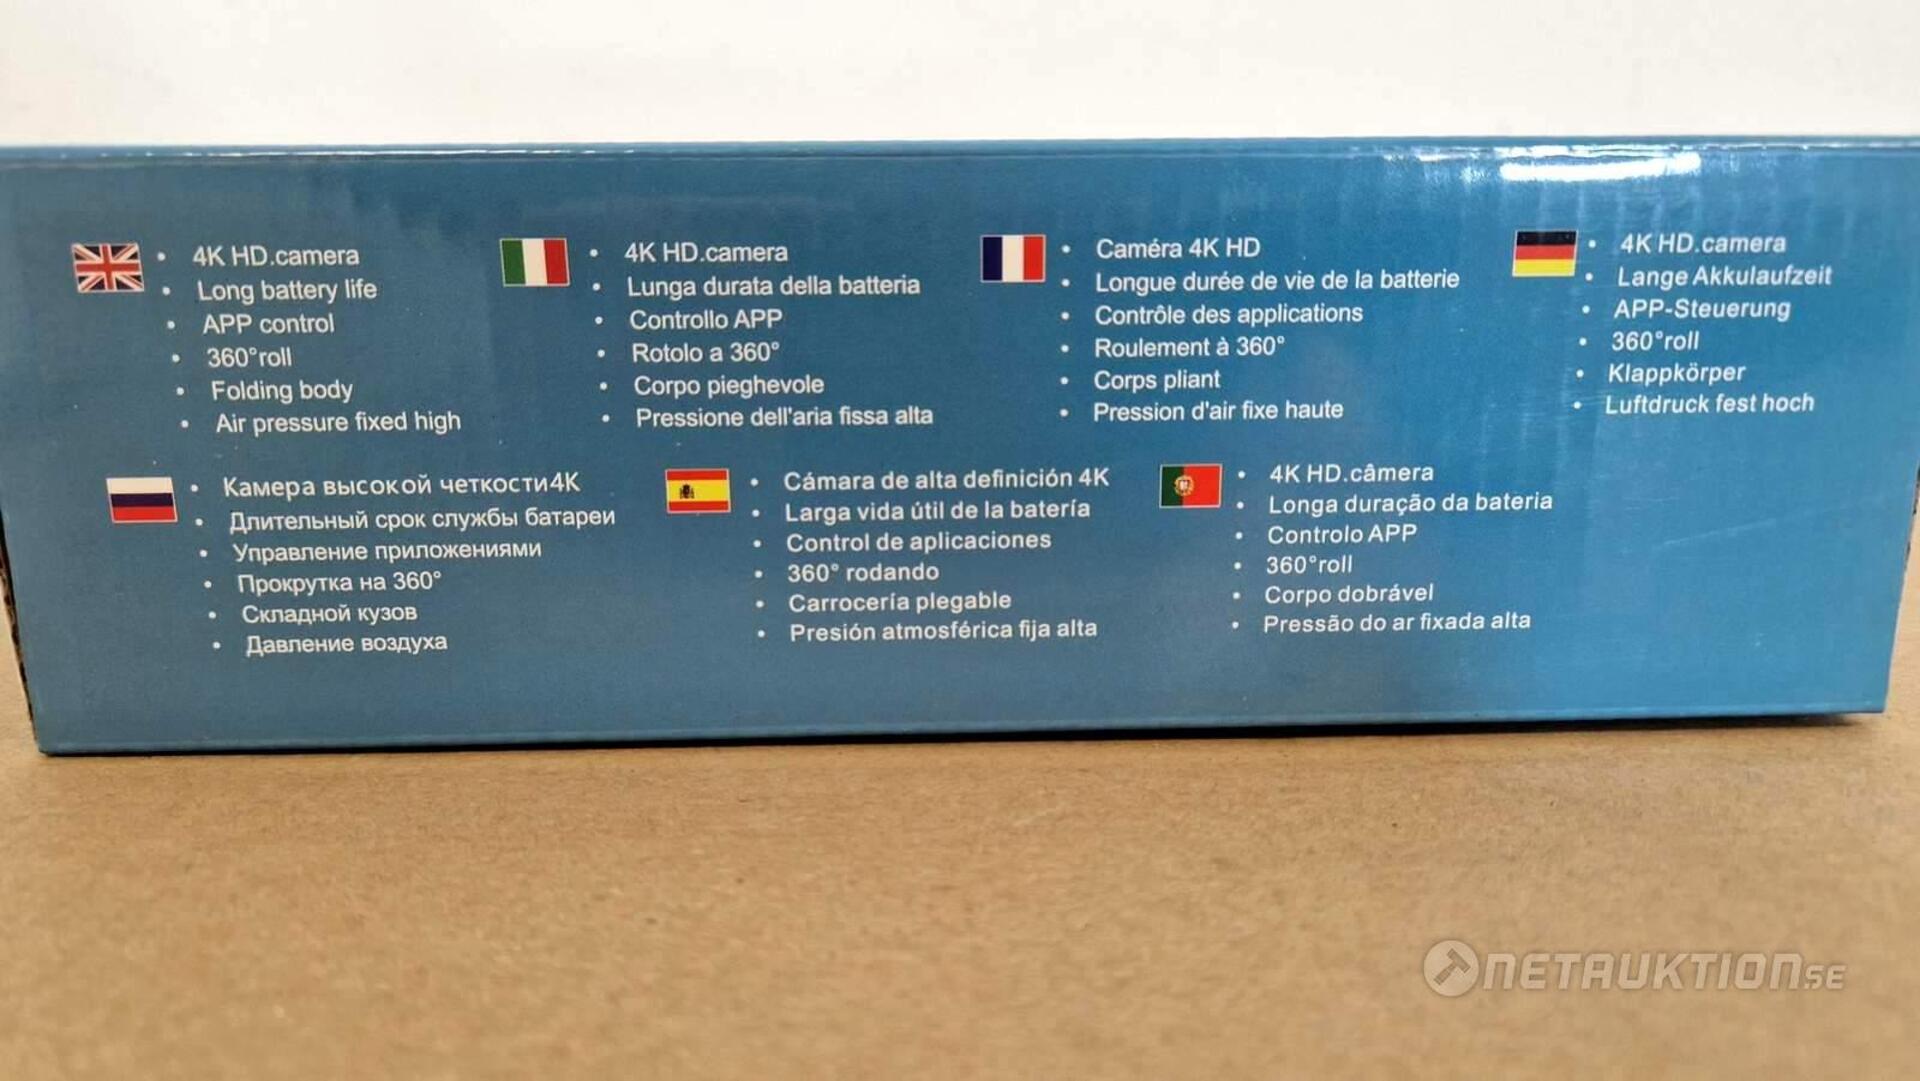 4K HD.camera
Long battery life
APP control
360°roll
Folding body
Air pressure fixed high
4K HD.camera
Lunga durata della batteria
Controllo APP
Rotolo a 360°
Corpo pieghevole
Pressione dell'aria fissa alta
Caméra 4K HD
Longue durée de vie de la batterie
Contrôle des applications
Roulement à 360°
Corps pliant
Pression d'air fixe haute
4K HD.camera
Lange Akkulaufzeit
APP-Steuerung
360°roll
Klappkörper
Luftdruck fest hoch
Камера высокой четкости4K
Длительный срок службы батареи
Управление приложениями
Прокрутка на 360°
Складной кузов
Давление воздуха
Cámara de alta definición 4K
Larga vida útil de la batería
Control de aplicaciones
360° rodando
Carrocería plegable
Presión atmosférica fija alta
4K HD.câmera
Longa duração da bateria
Controlo APP
360°roll
Corpo dobrável
Pressão do ar fixada alta
NETAUKTION.SE